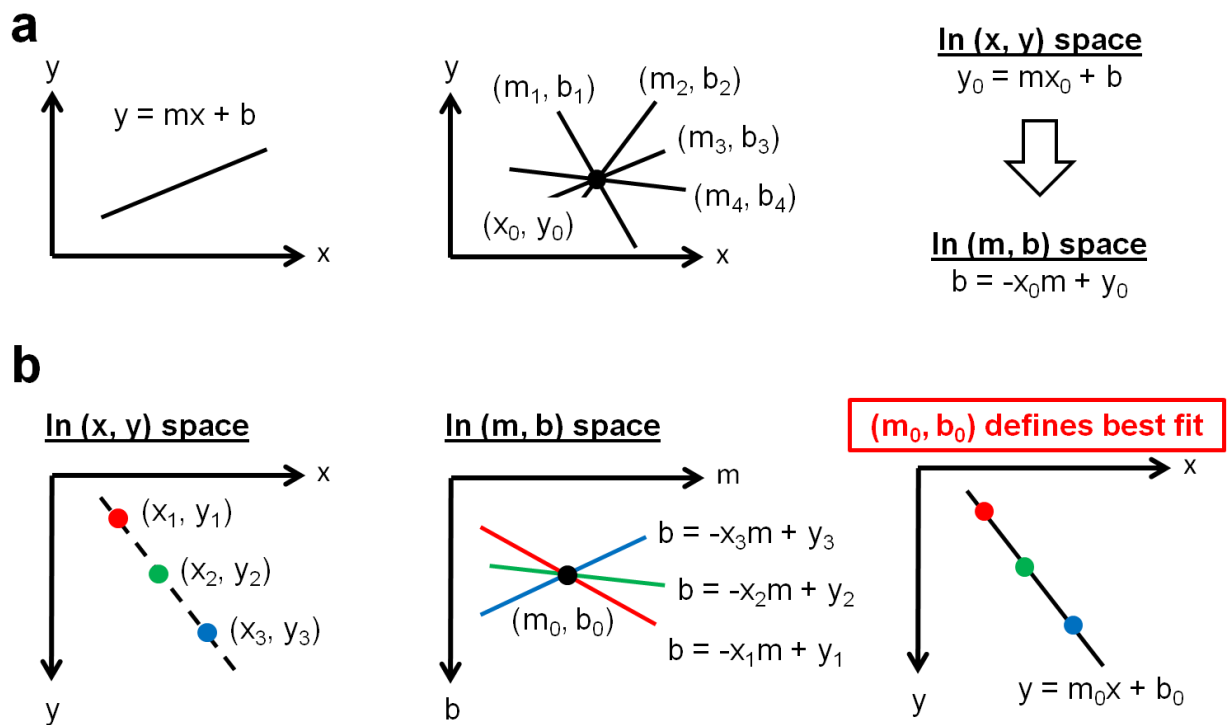 a
y
y = mx + b
x
y
(m₁, b₁)
(m₂, b₂)
(m₃, b₃)
(m₄, b₄)
(x₀, y₀)
x
In (x, y) space
y₀ = mx₀ + b
In (m, b) space
b = -x₀m + y₀
b
In (x, y) space
x
(x₁, y₁)
(x₂, y₂)
(x₃, y₃)
y
In (m, b) space
m
b = -x₃m + y₃
b = -x₂m + y₂
(m₀, b₀)
b = -x₁m + y₁
b
(m₀, b₀) defines best fit
x
y = m₀x + b₀
y